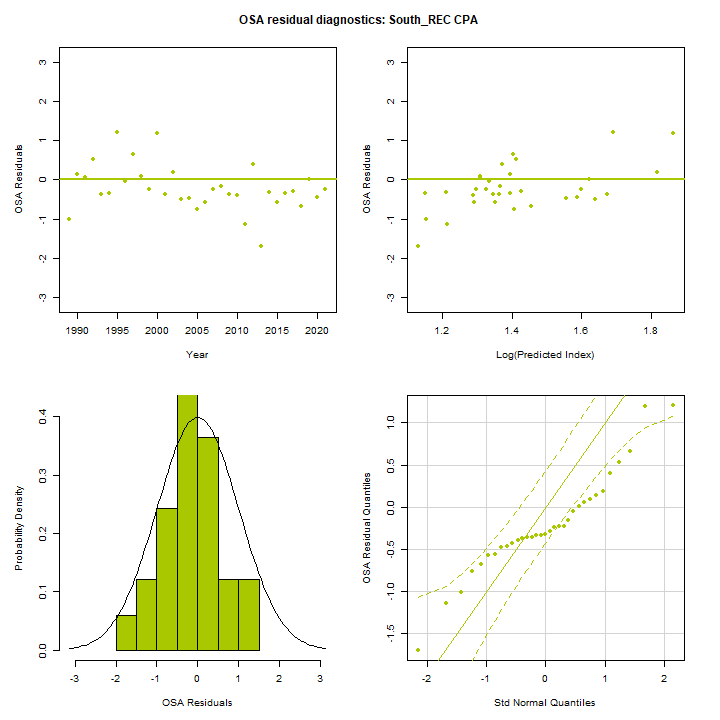 OSA residual diagnostics: South_REC CPA
3
2
1
0
-1
-2
-3
OSA Residuals
1990 1995 2000 2005 2010 2015 2020
Year
3
2
1
0
-1
-2
-3
OSA Residuals
1.2 1.4 1.6 1.8
Log(Predicted Index)
0.4
0.3
0.2
0.1
0.0
Probability Density
-3 -2 -1 0 1 2 3
OSA Residuals
1.0
0.5
0.0
-0.5
-1.0
-1.5
OSA Residual Quantiles
-2 -1 0 1 2
Std Normal Quantiles